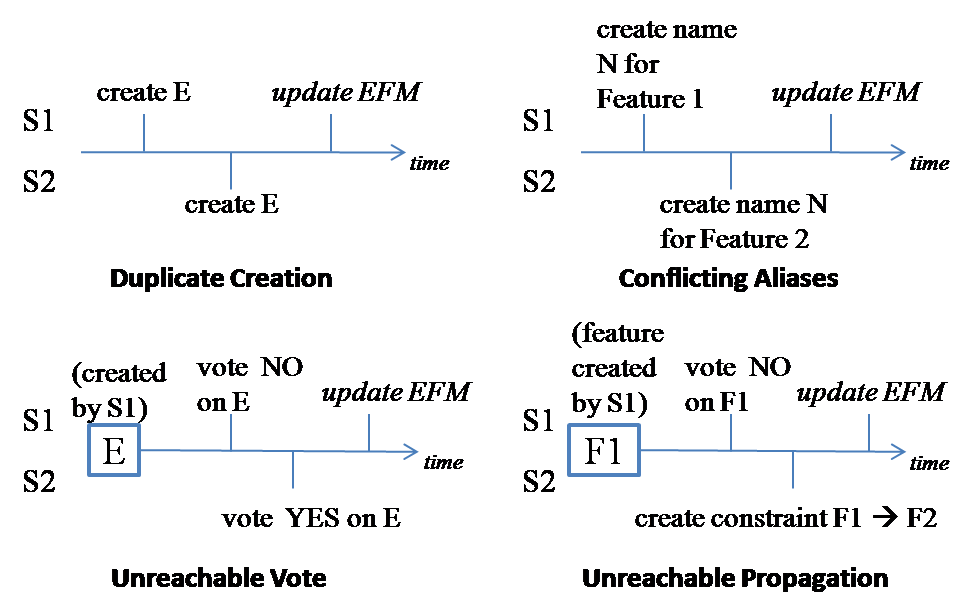 create E
update EFM
S1
time
S2
create E
Duplicate Creation
create name
N for
Feature 1
update EFM
S1
time
S2
create name N
for Feature 2
Conflicting Aliases
(created
by S1)
vote NO
on E
update EFM
S1
E
time
S2
vote YES on E
Unreachable Vote
(feature
created
by S1)
vote NO
on F1
update EFM
S1
F1
time
S2
create constraint F1 → F2
Unreachable Propagation